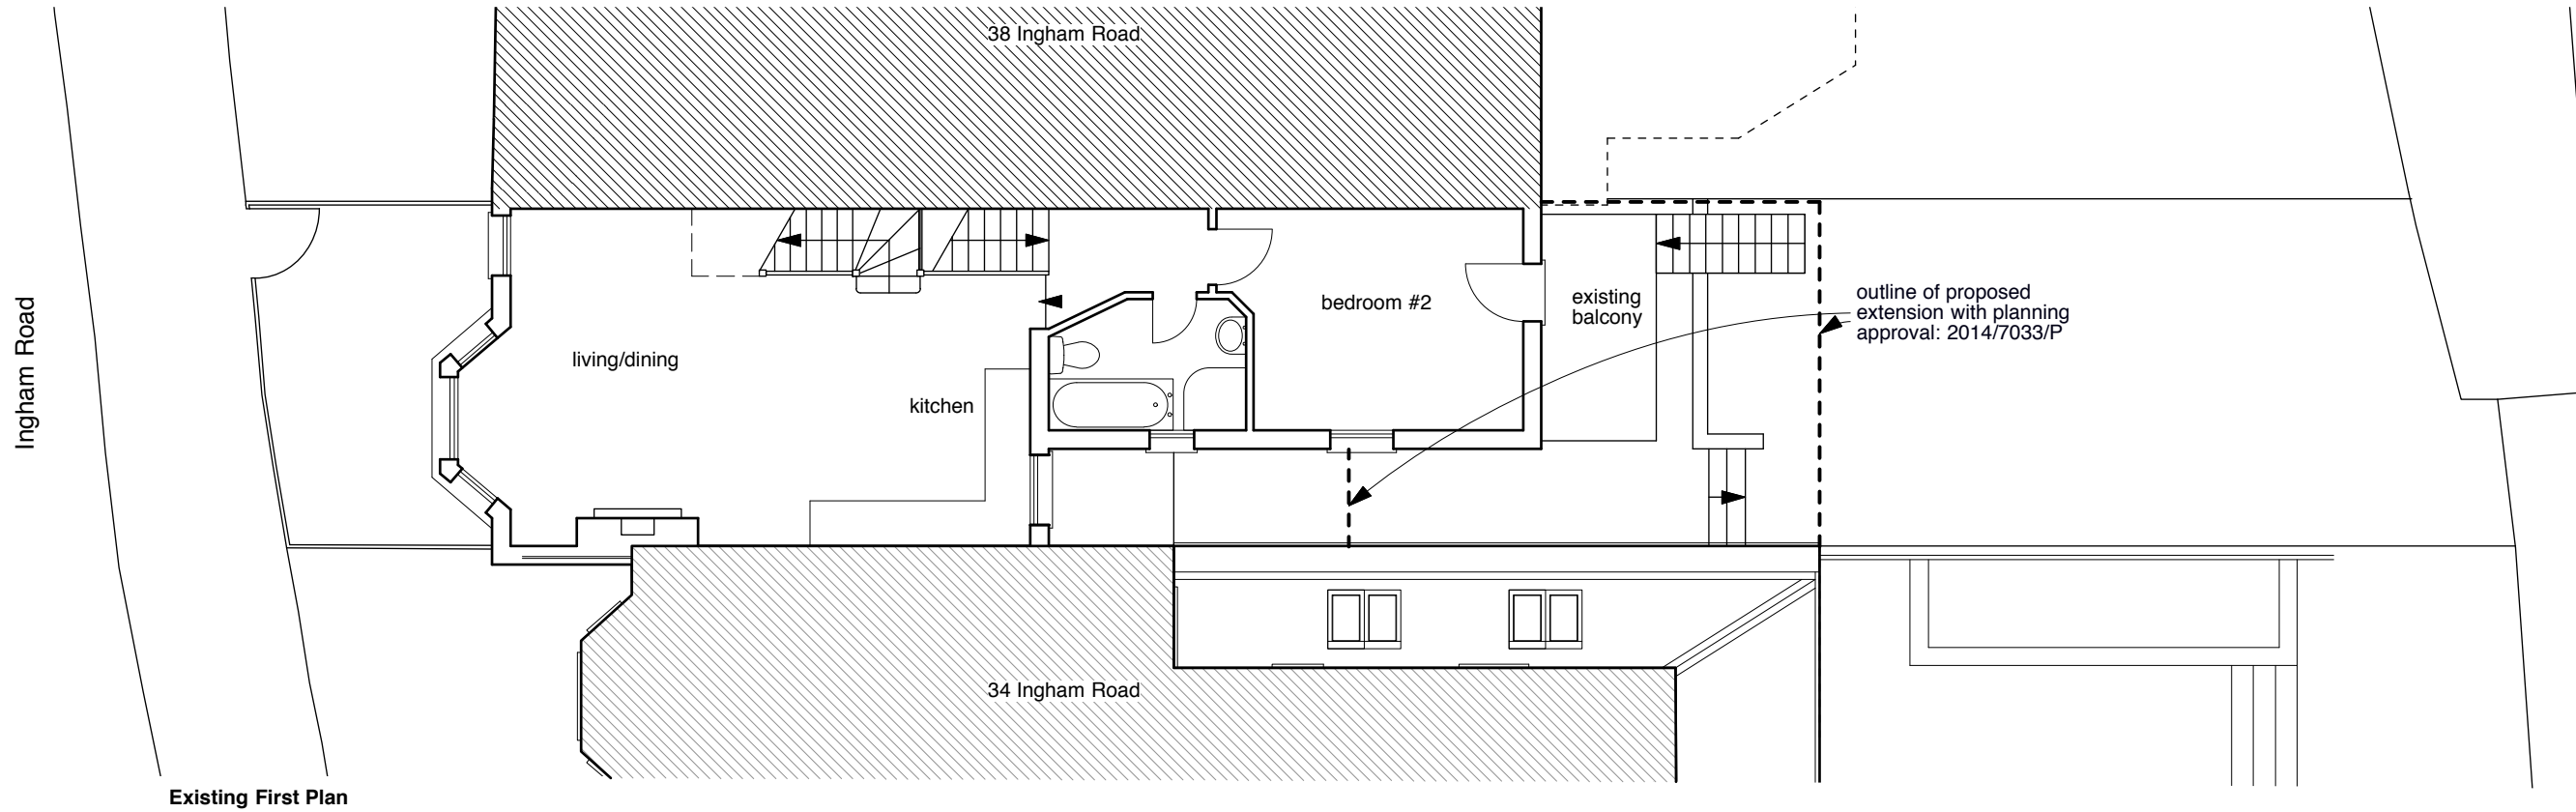 38 Ingham Road
Ingham Road
living/dining
kitchen
bedroom #2
existing
balcony
outline of proposed
extension with planning
approval: 2014/7033/P
34 Ingham Road
Existing First Plan